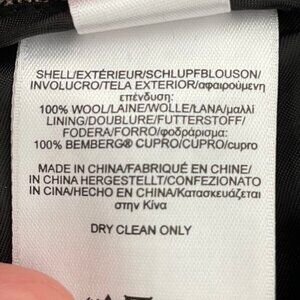 SHELL/EXTÉRIEUR/SCHLUPFBLOUSON/
INVOLUCRO/TELA EXTERIOR/αφαιρούμενη
επένδυση:
100% WOOL/LAINE/WOLLE/LANA/μαλλί
LINING/DOUBLURE/FUTTERSTOFF/
FODERA/FORRO/φοδράρισμα:
100% BEMBERG® CUPRO/CUPRO/cupro
MADE IN CHINA/FABRIQUÉ EN CHINE/
IN CHINA HERGESTELLT/CONFEZIONATO
IN CINA/HECHO EN CHINA/Κατασκευάζεται
στην Κίνα
DRY CLEAN ONLY